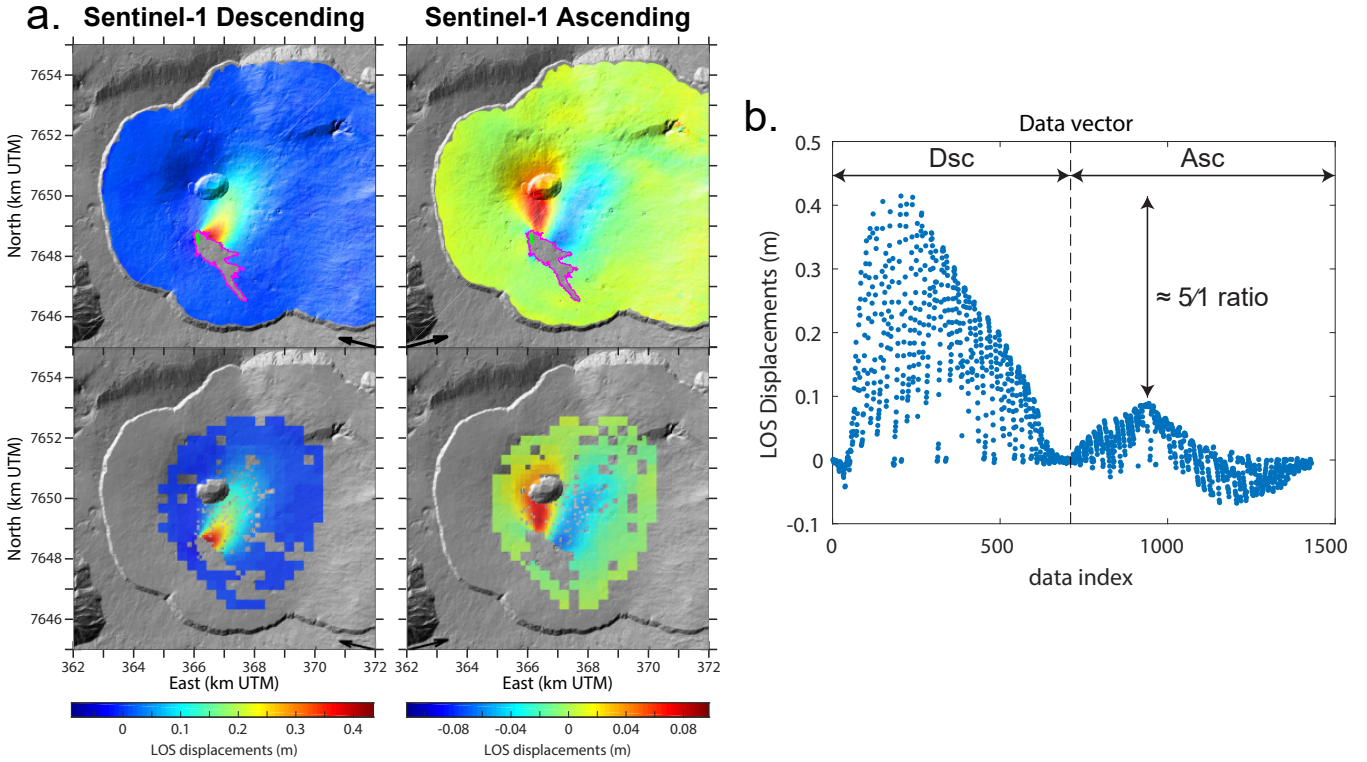 a.
Sentinel-1 Descending
Sentinel-1 Ascending
7654
7652
7650
7648
7646
North (km UTM)
7654
7652
7650
7648
7646
North (km UTM)
362 364 366 368 370 372
362 364 366 368 370 372
East (km UTM)
East (km UTM)
0 0.1 0.2 0.3 0.4
LOS displacements (m)
-0.08 -0.04 0 0.04 0.08
LOS displacements (m)
b.
Data vector
Dsc
Asc
≈ 5/1 ratio
0.5
0.4
0.3
0.2
0.1
0
-0.1
LOS Displacements (m)
0 500 1000 1500
data index